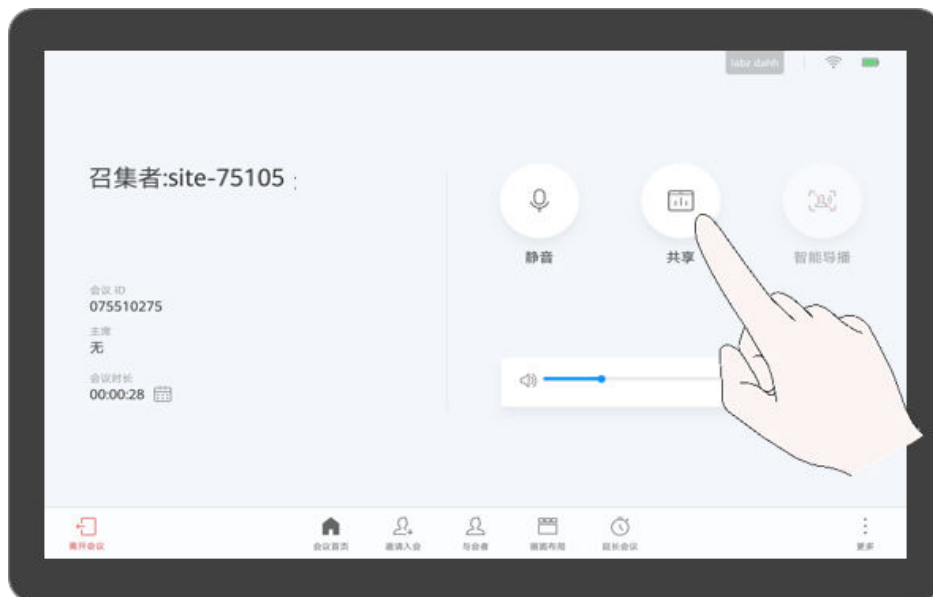 召集者:site-75105 :
静音
共享
智能导播
会议 ID
075510275
主席
无
会议时长
00:00:28
离开会议
会议首页
邀请入会
与会者
画面布局
延长会议
更多